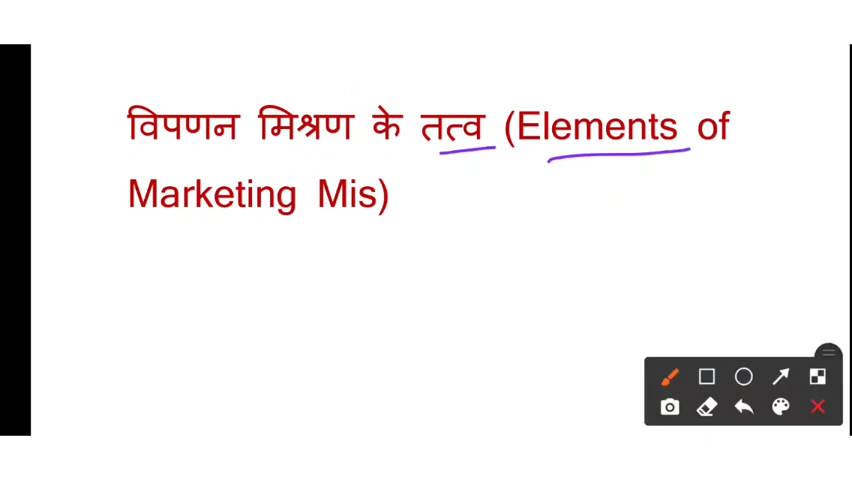 विपणन मिश्रण के तत्व (Elements of
Marketing Mis)